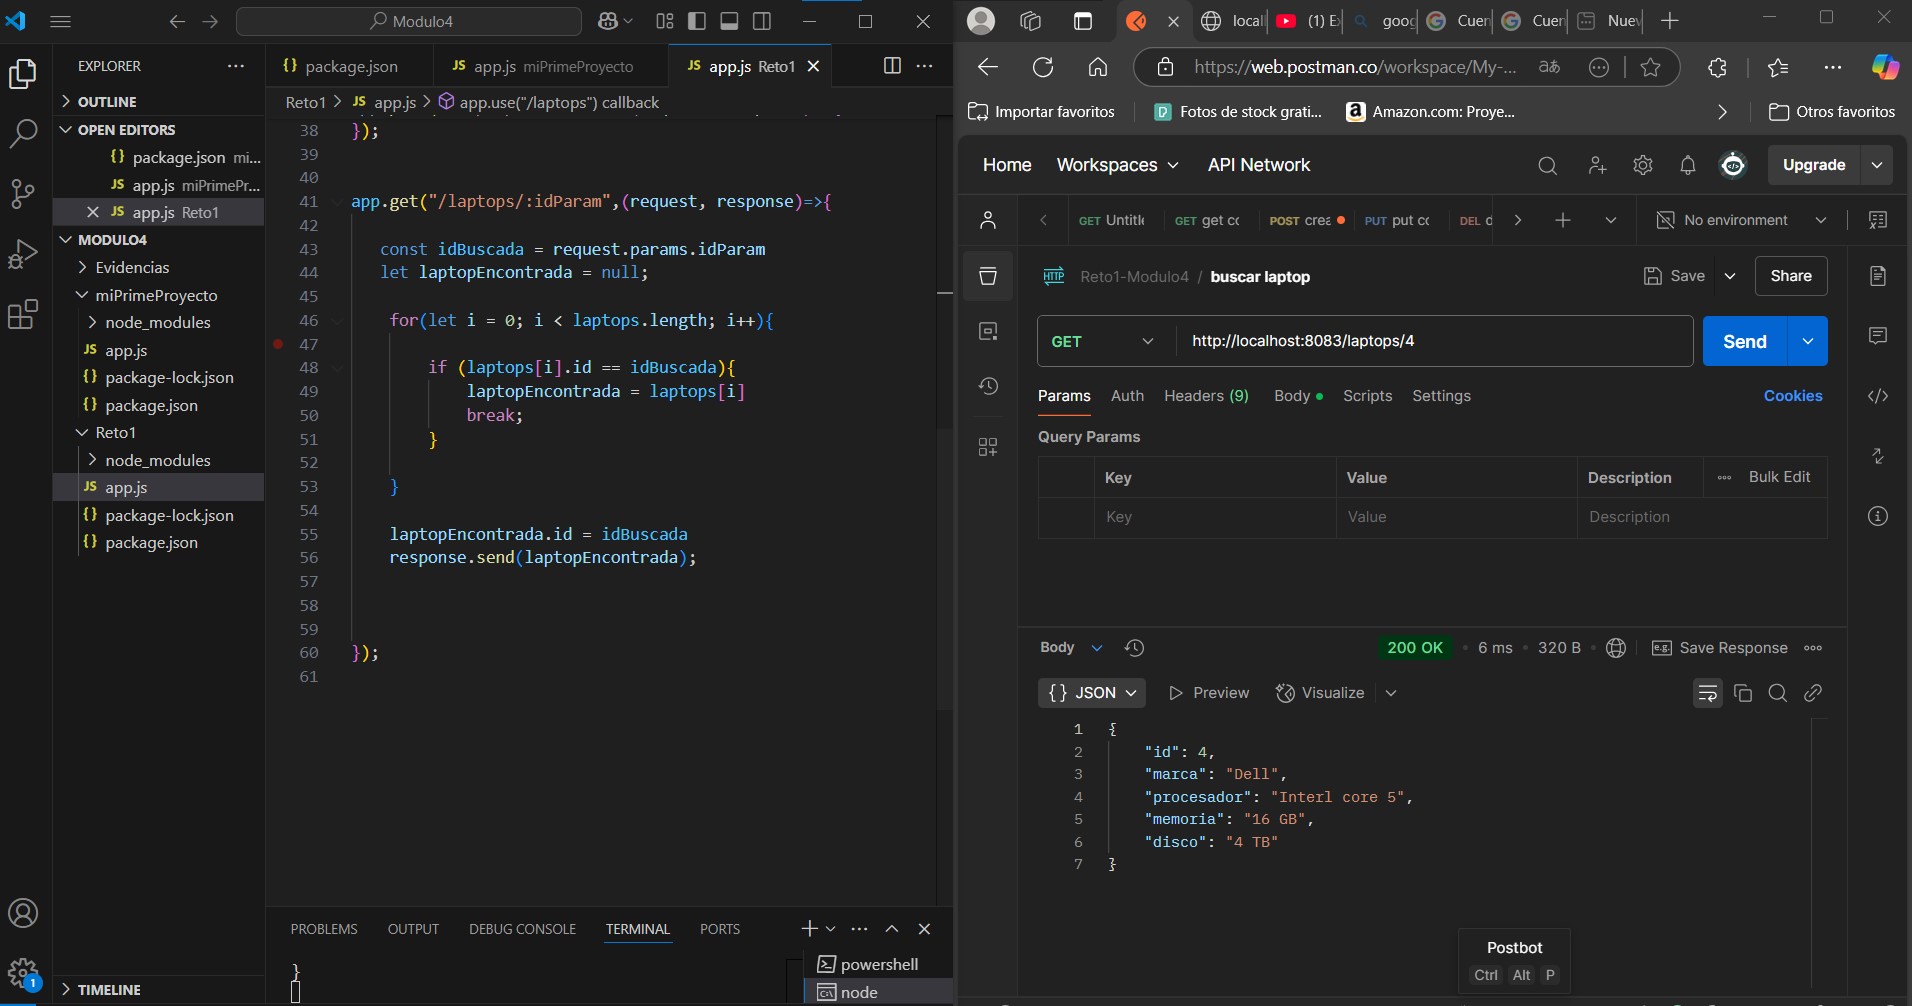 Modulo4
EXPLORER
OUTLINE
OPEN EDITORS
{} package.json mi...
JS app.js miPrimePr...
JS app.js Reto1
MODULO4
Evidencias
miPrimeProyecto
node_modules
JS app.js
{} package-lock.json
{} package.json
Reto1
node_modules
JS app.js
{} package-lock.json
{} package.json
TIMELINE
1
{} package.json
JS app.js miPrimeProyecto
JS app.js Reto1
Reto1 > JS app.js > app.use("/laptops") callback
38 });
39
40
41 app.get("/laptops/:idParam",(request, response)=>{
42
43 const idBuscada = request.params.idParam
44 let laptopEncontrada = null;
45
46 for(let i = 0; i < laptops.length; i++){
47
48 if (laptops[i].id == idBuscada){
49 laptopEncontrada = laptops[i]
50 break;
51 }
52
53 }
54
55 laptopEncontrada.id = idBuscada
56 response.send(laptopEncontrada);
57
58
59
60 });
61
PROBLEMS OUTPUT DEBUG CONSOLE TERMINAL PORTS
}
powershell
node
local
(1) E
goog
Cuen
Cuen
Nuev
https://web.postman.co/workspace/My-...
Importar favoritos
Fotos de stock grati...
Amazon.com: Proye...
Otros favoritos
Home Workspaces API Network
Upgrade
GET Untitle
GET get co
POST crea
PUT put co
DEL d
No environment
HTTP Reto1-Modulo4 / buscar laptop
Save
Share
GET http://localhost:8083/laptops/4
Send
Params Auth Headers (9) Body Scripts Settings Cookies
Query Params
Key Value Description Bulk Edit
Key Value Description
Body 200 OK 6 ms 320 B e.g. Save Response
{} JSON Preview Visualize
1 {
2 "id": 4,
3 "marca": "Dell",
4 "procesador": "Interl core 5",
5 "memoria": "16 GB",
6 "disco": "4 TB"
7 }
Postbot
Ctrl Alt P